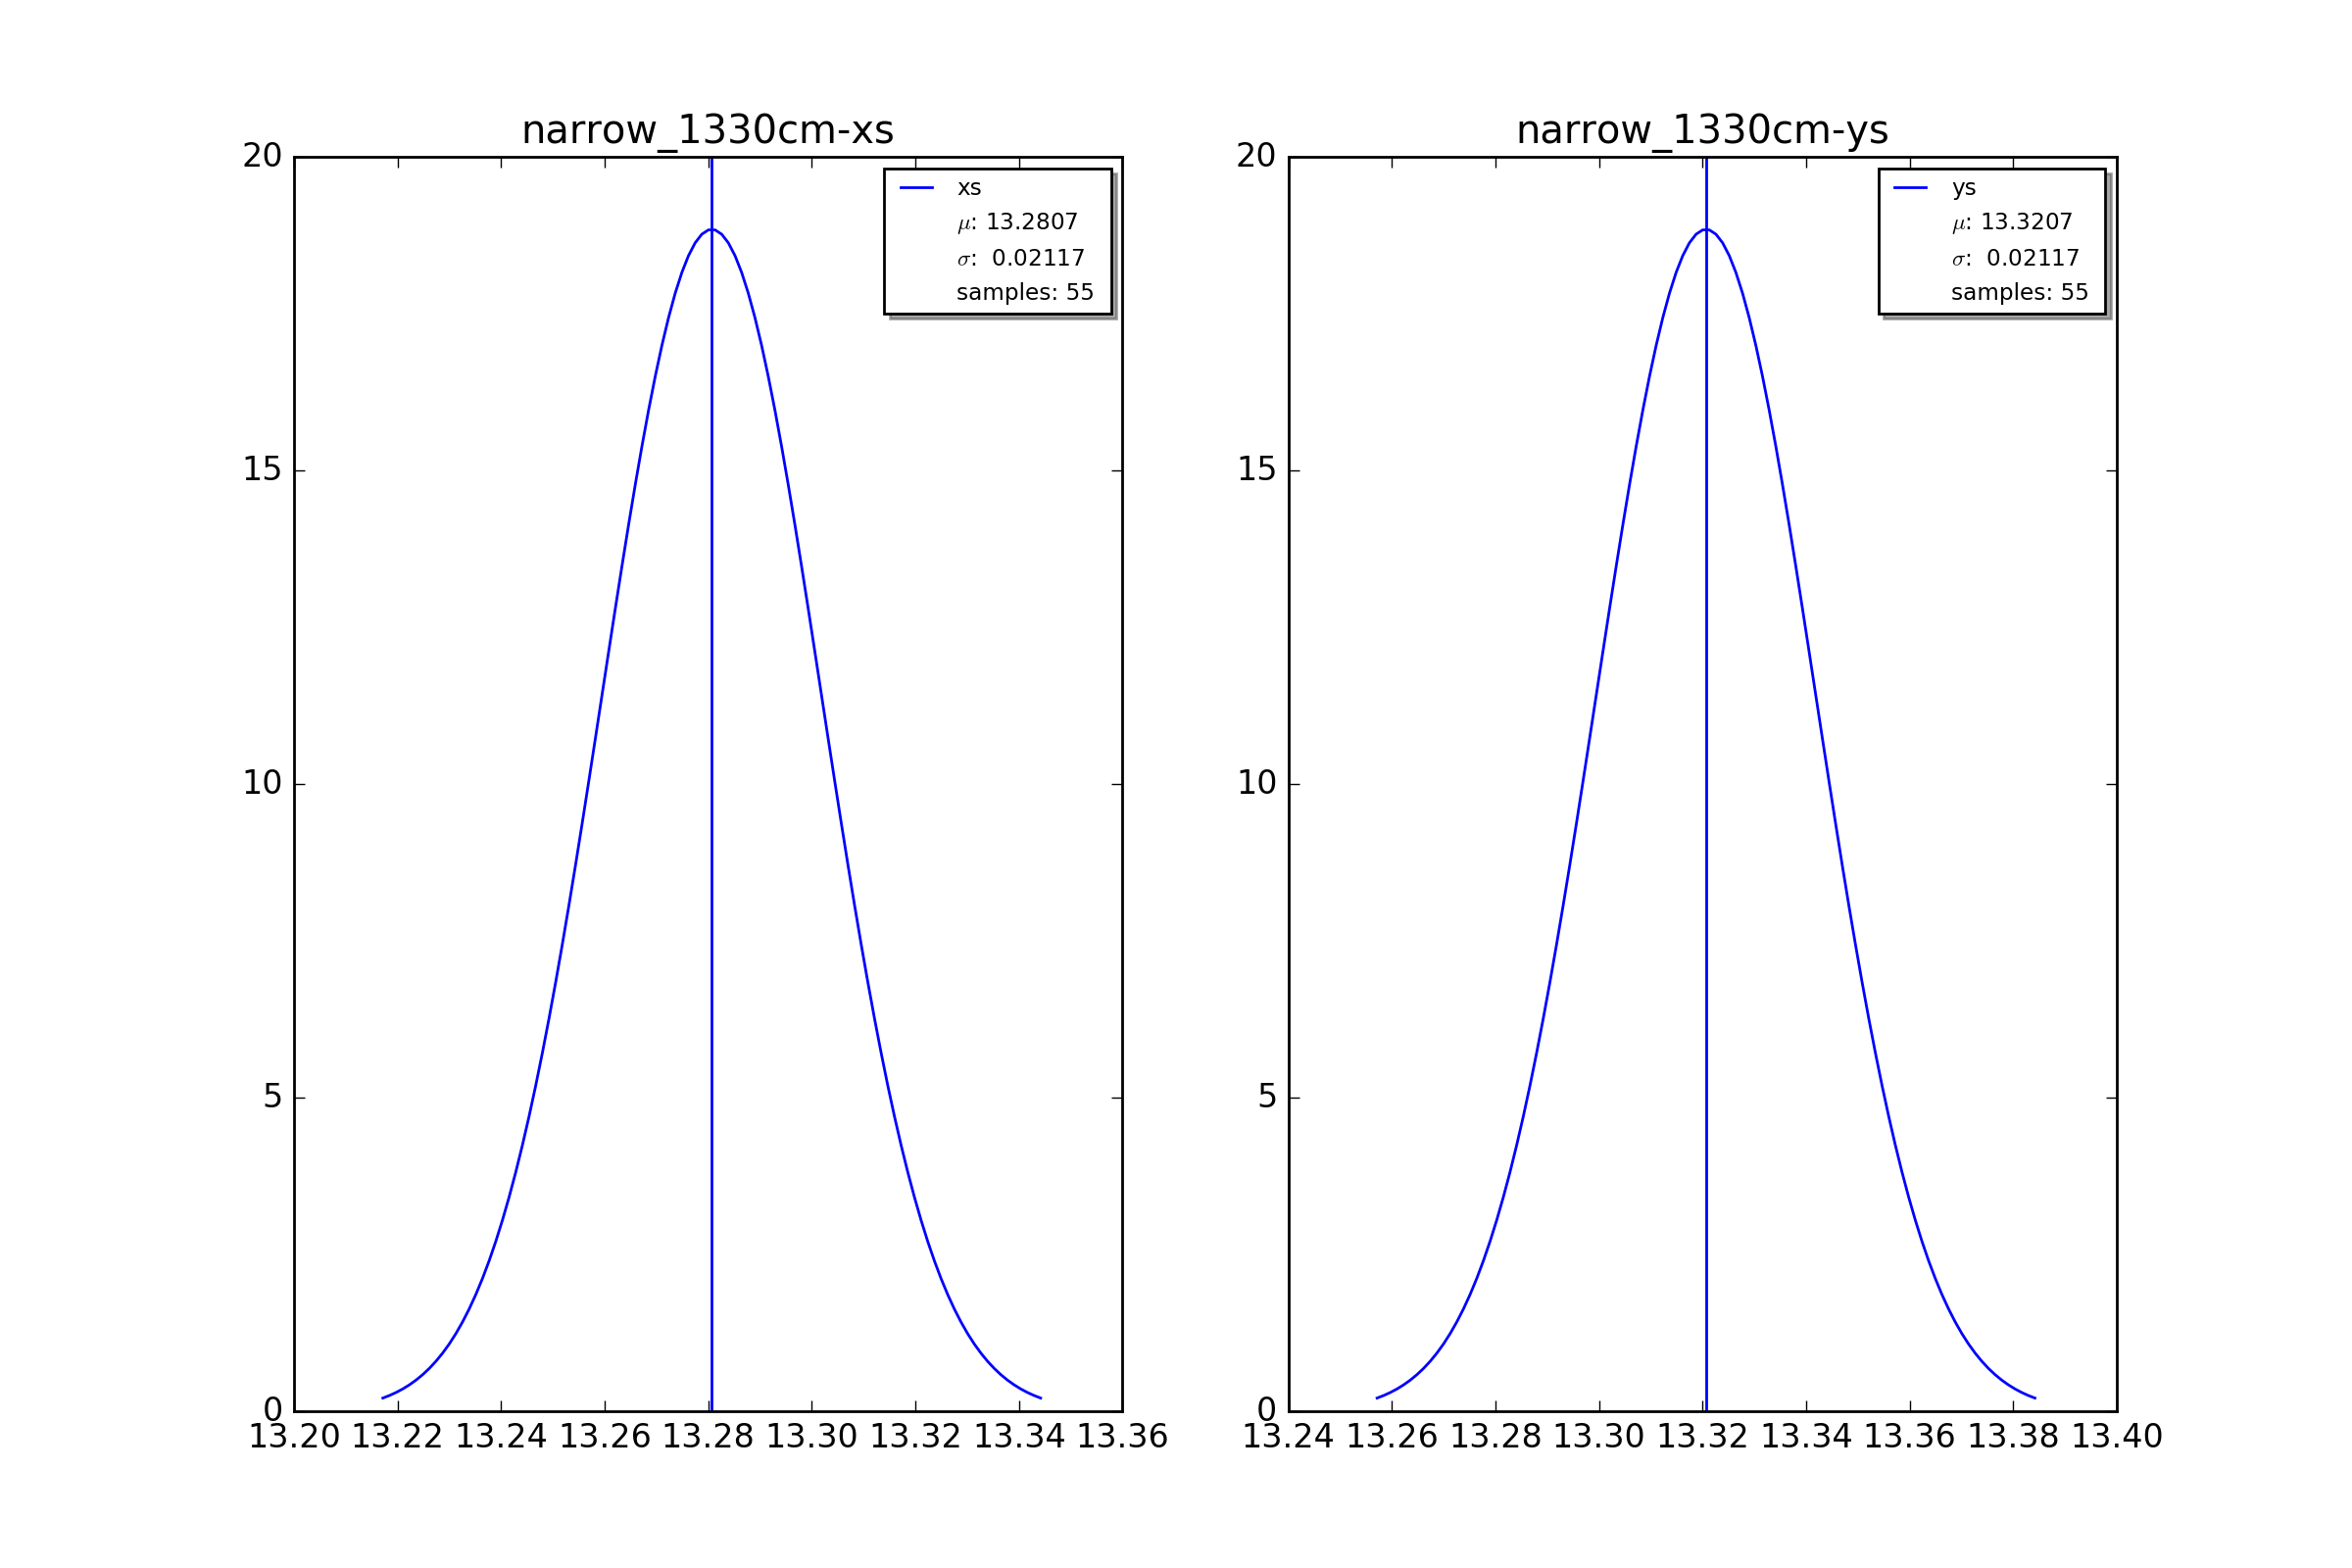 narrow_1330cm-xs
20
15
10
5
0
13.20 13.22 13.24 13.26 13.28 13.30 13.32 13.34 13.36
xs
μ: 13.2807
σ: 0.02117
samples: 55
narrow_1330cm-ys
20
15
10
5
0
13.24 13.26 13.28 13.30 13.32 13.34 13.36 13.38 13.40
ys
μ: 13.3207
σ: 0.02117
samples: 55